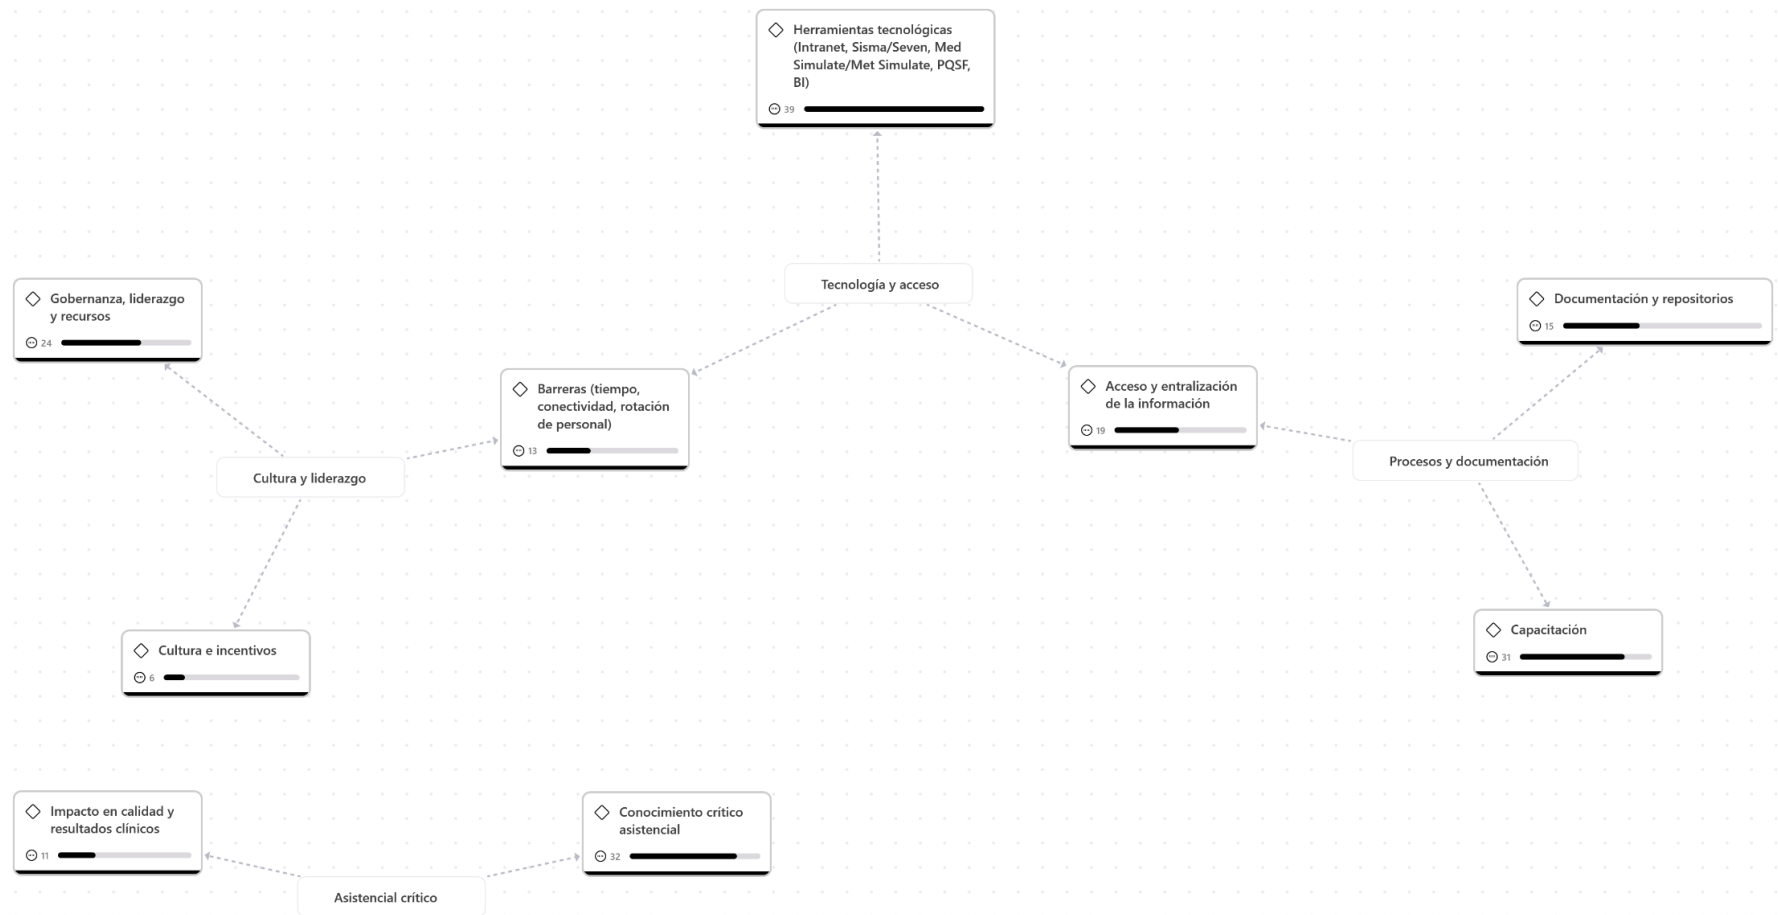 Herramientas tecnológicas
(Intranet, Sisma/Seven, Med
Simulate/Met Simulate, PQSF,
BI)
39
Tecnología y acceso
Gobernanza, liderazgo
y recursos
24
Documentación y repositorios
15
Barreras (tiempo,
conectividad, rotación
de personal)
13
Acceso y entralización
de la información
19
Cultura y liderazgo
Procesos y documentación
Cultura e incentivos
6
Capacitación
31
Impacto en calidad y
resultados clínicos
11
Conocimiento crítico
asistencial
32
Asistencial crítico